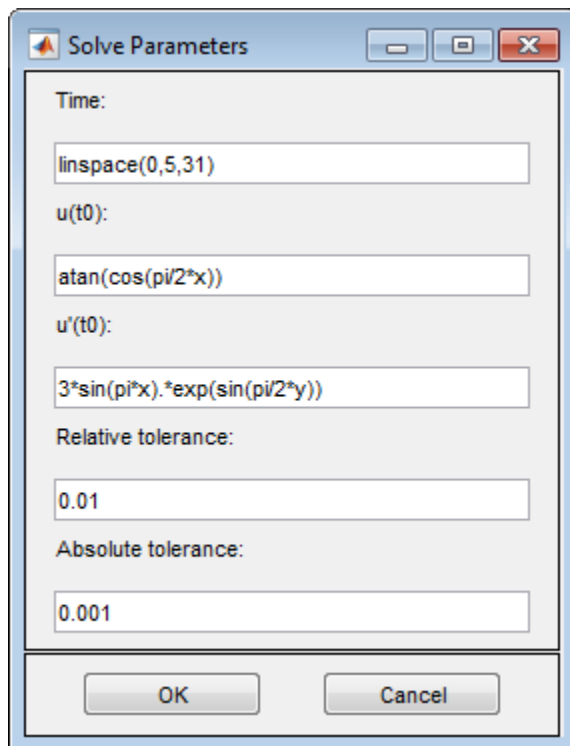 Solve Parameters
Time:
linspace(0,5,31)
u(t0):
atan(cos(pi/2*x))
u'(t0):
3*sin(pi*x).*exp(sin(pi/2*y))
Relative tolerance:
0.01
Absolute tolerance:
0.001
OK Cancel